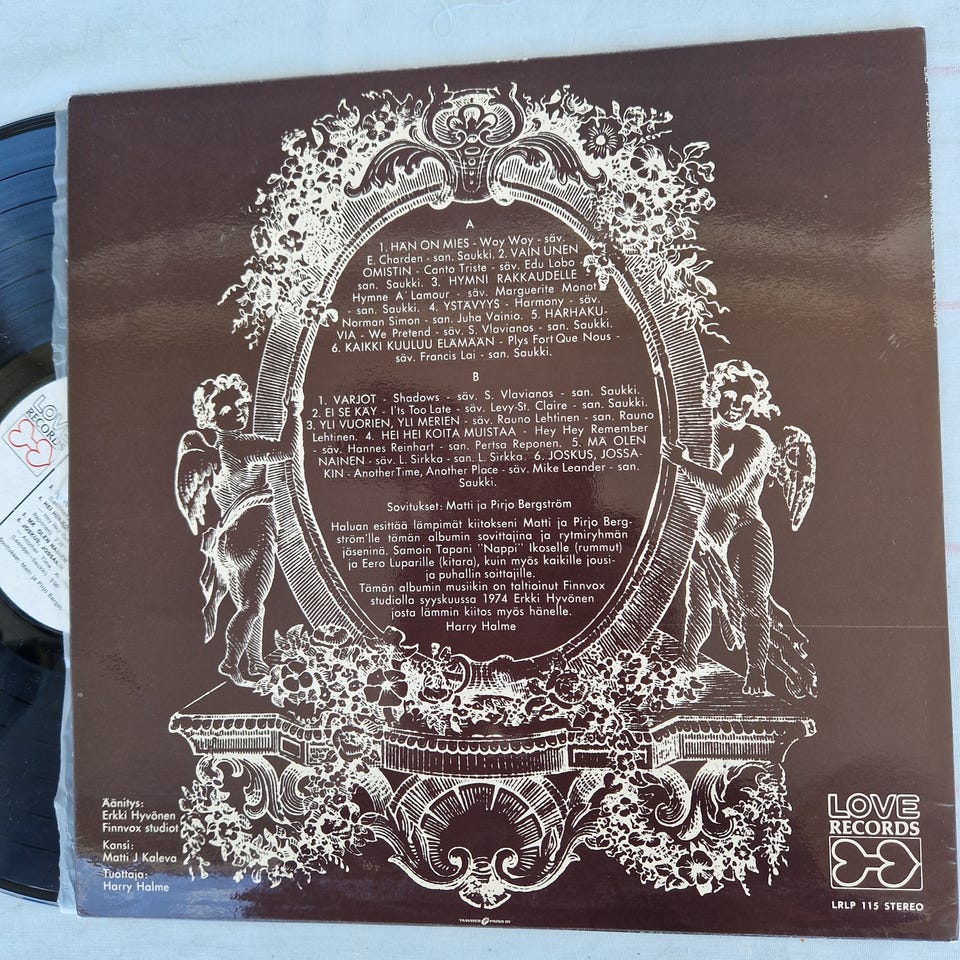 A
1. HÄN ON MIES - Woy Woy - säv.
E. Charden - san. Saukki. 2. VAIN UNEN
OMISTIN - Canto Triste - säv. Edu Lobo
san. Saukki. 3. HYMNI RAKKAUDELLE
Hymne A' Lamour - säv. Marguerite Monot
- san. Saukki. 4. YSTÄVYYS - Harmony - säv.
Norman Simon - san. Juha Vainio. 5. HARHAKU-
VIA - We Pretend - säv. S. Vlavianos - san. Saukki.
6. KAIKKI KUULUU ELÄMÄÄN - Plys Fort Que Nous -
säv. Francis Lai - san. Saukki.
B
1. VARJOT Shadows - säv. S. Vlavianos - san. Saukki.
2. EI SE KÄY - I'ts Too Late - säv. Levy-St. Claire - san. Saukki.
3. YLI VUORIEN, YLI MERIEN - säv. Rauno Lehtinen - san. Rauno
Lehtinen. 4. HEI HEI KOITA MUISTAA - Hey Hey Remember
- säv. Hannes Reinhart - san. Pertsa Reponen. 5. MÄ OLEN
NAINEN - säv. L. Sirkka - san. L. Sirkka. 6. JOSKUS, JOSSA-
KIN - Another Time, Another Place - säv. Mike Leander - san.
Saukki.
Sovitukset: Matti ja Pirjo Bergström
Haluan esittää lämpimät kiitokseni Matti ja Pirjo Berg-
ström'ille tämän albumin sovittajina ja rytmiryhmän
jäseninä. Samoin Tapani "Nappi" Ikoselle (rummut)
ja Eero Luparille (kitara), kuin myös kaikille jousi-
ja puhallin soittajille.
Tämän albumin musiikin on taltioinut Finnvox
studiolla syyskuussa 1974 Erkki Hyvönen
josta lämmin kiitos myös hänelle.
Harry Halme
Äänitys:
Erkki Hyvönen
Finnvox studiot
Kansi:
Matti J Kaleva
Tuottaja:
Harry Halme
LOVE
RECORDS
LRLP 115 STEREO
LOVE
RECORDS